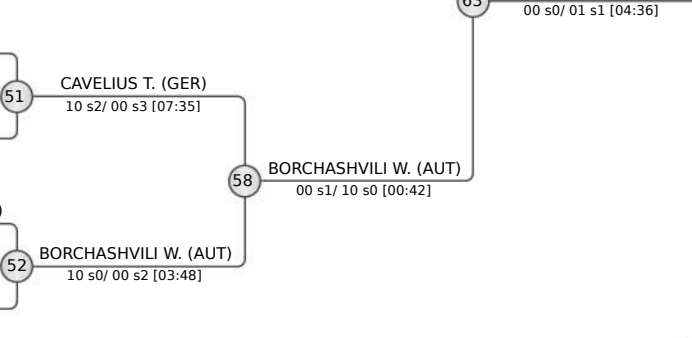 63
00 s0/ 01 s1 [04:36]
CAVELIUS T. (GER)
51
10 s2/ 00 s3 [07:35]
BORCHASHVILI W. (AUT)
58
00 s1/ 10 s0 [00:42]
)
BORCHASHVILI W. (AUT)
52
10 s0/ 00 s2 [03:48]